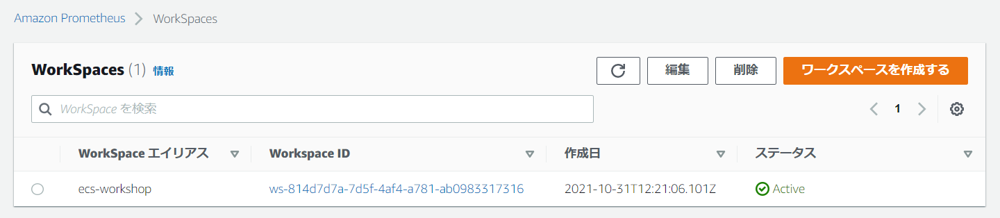 Amazon Prometheus > WorkSpaces
WorkSpaces (1) 情報
編集 削除 ワークスペースを作成する
WorkSpace を検索
1
WorkSpace エイリアス Workspace ID 作成日 ステータス
ecs-workshop ws-814d7d7a-7d5f-4af4-a781-ab0983317316 2021-10-31T12:21:06.101Z Active